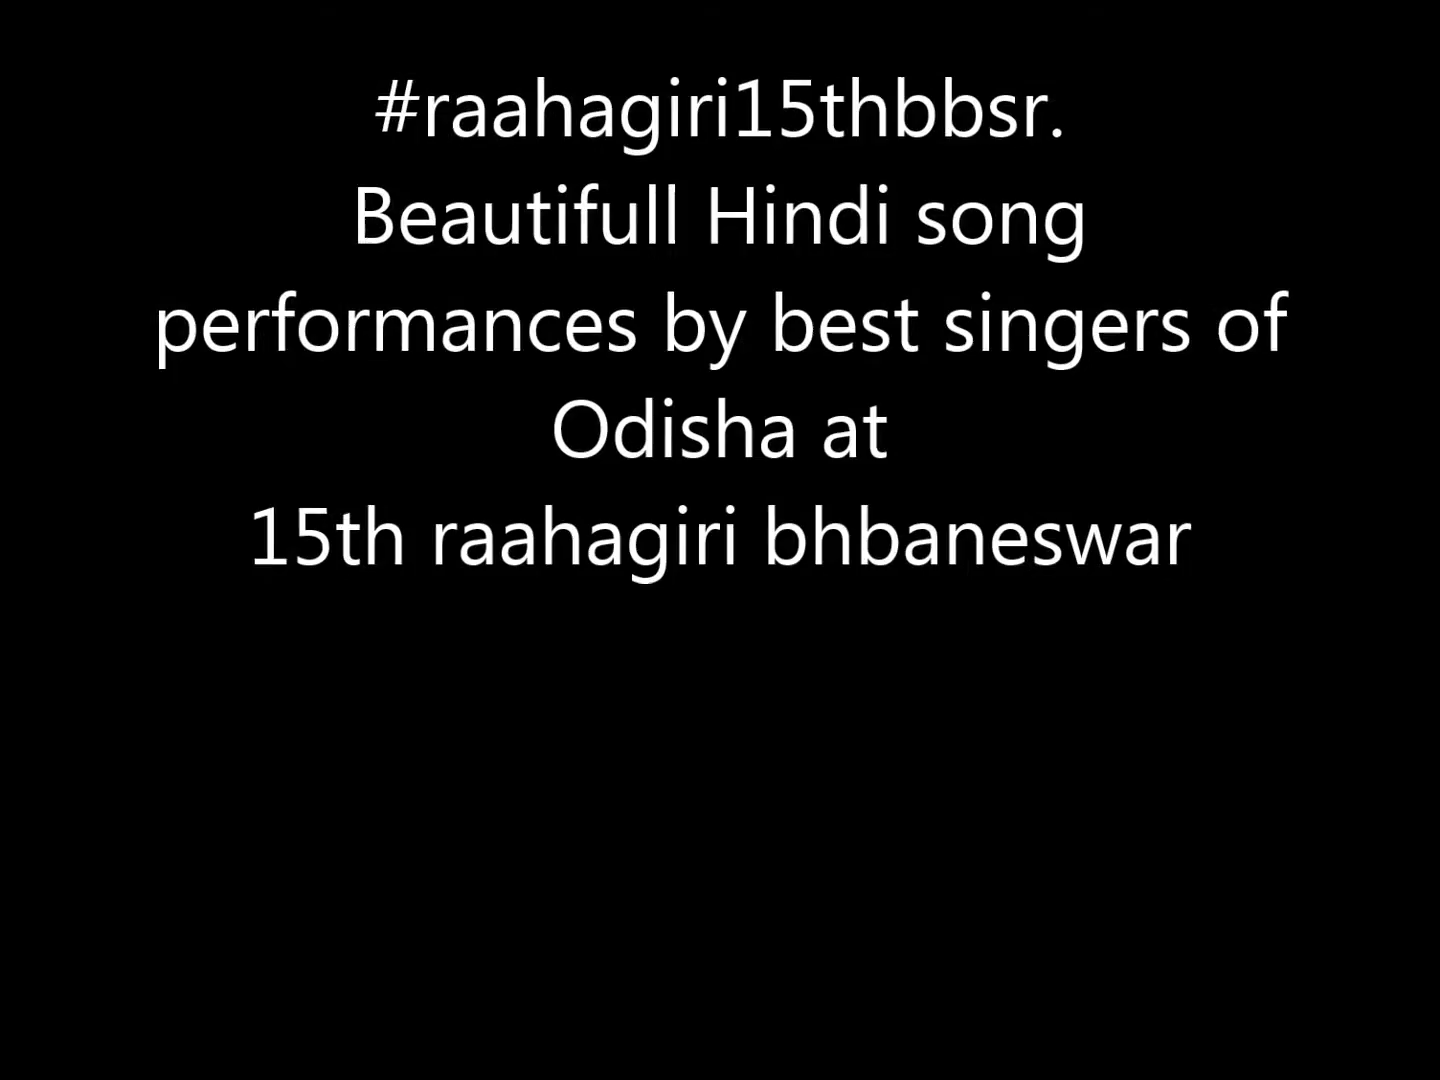 #raahagiri15thbbsr.
Beautifull Hindi song
performances by best singers of
Odisha at
15th raahagiri bhbaneswar